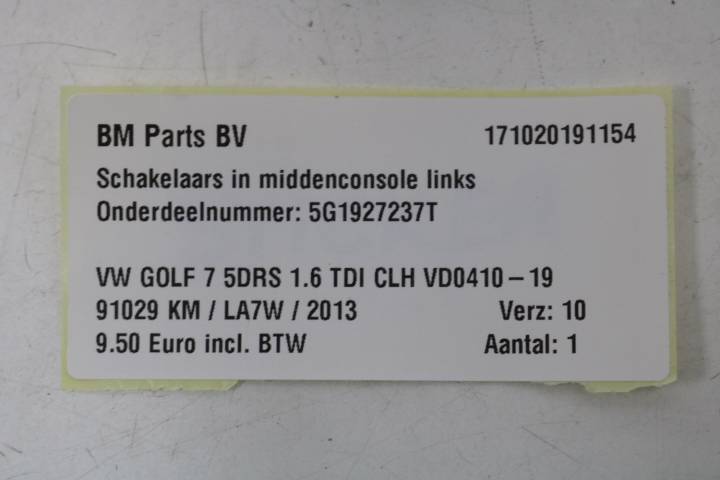 BM Parts BV 171020191154
Schakelaars in middenconsole links
Onderdeelnummer: 5G1927237T
VW GOLF 7 5DRS 1.6 TDI CLH VD0410 – 19
91029 KM / LA7W / 2013 Verz: 10
9.50 Euro incl. BTW Aantal: 1